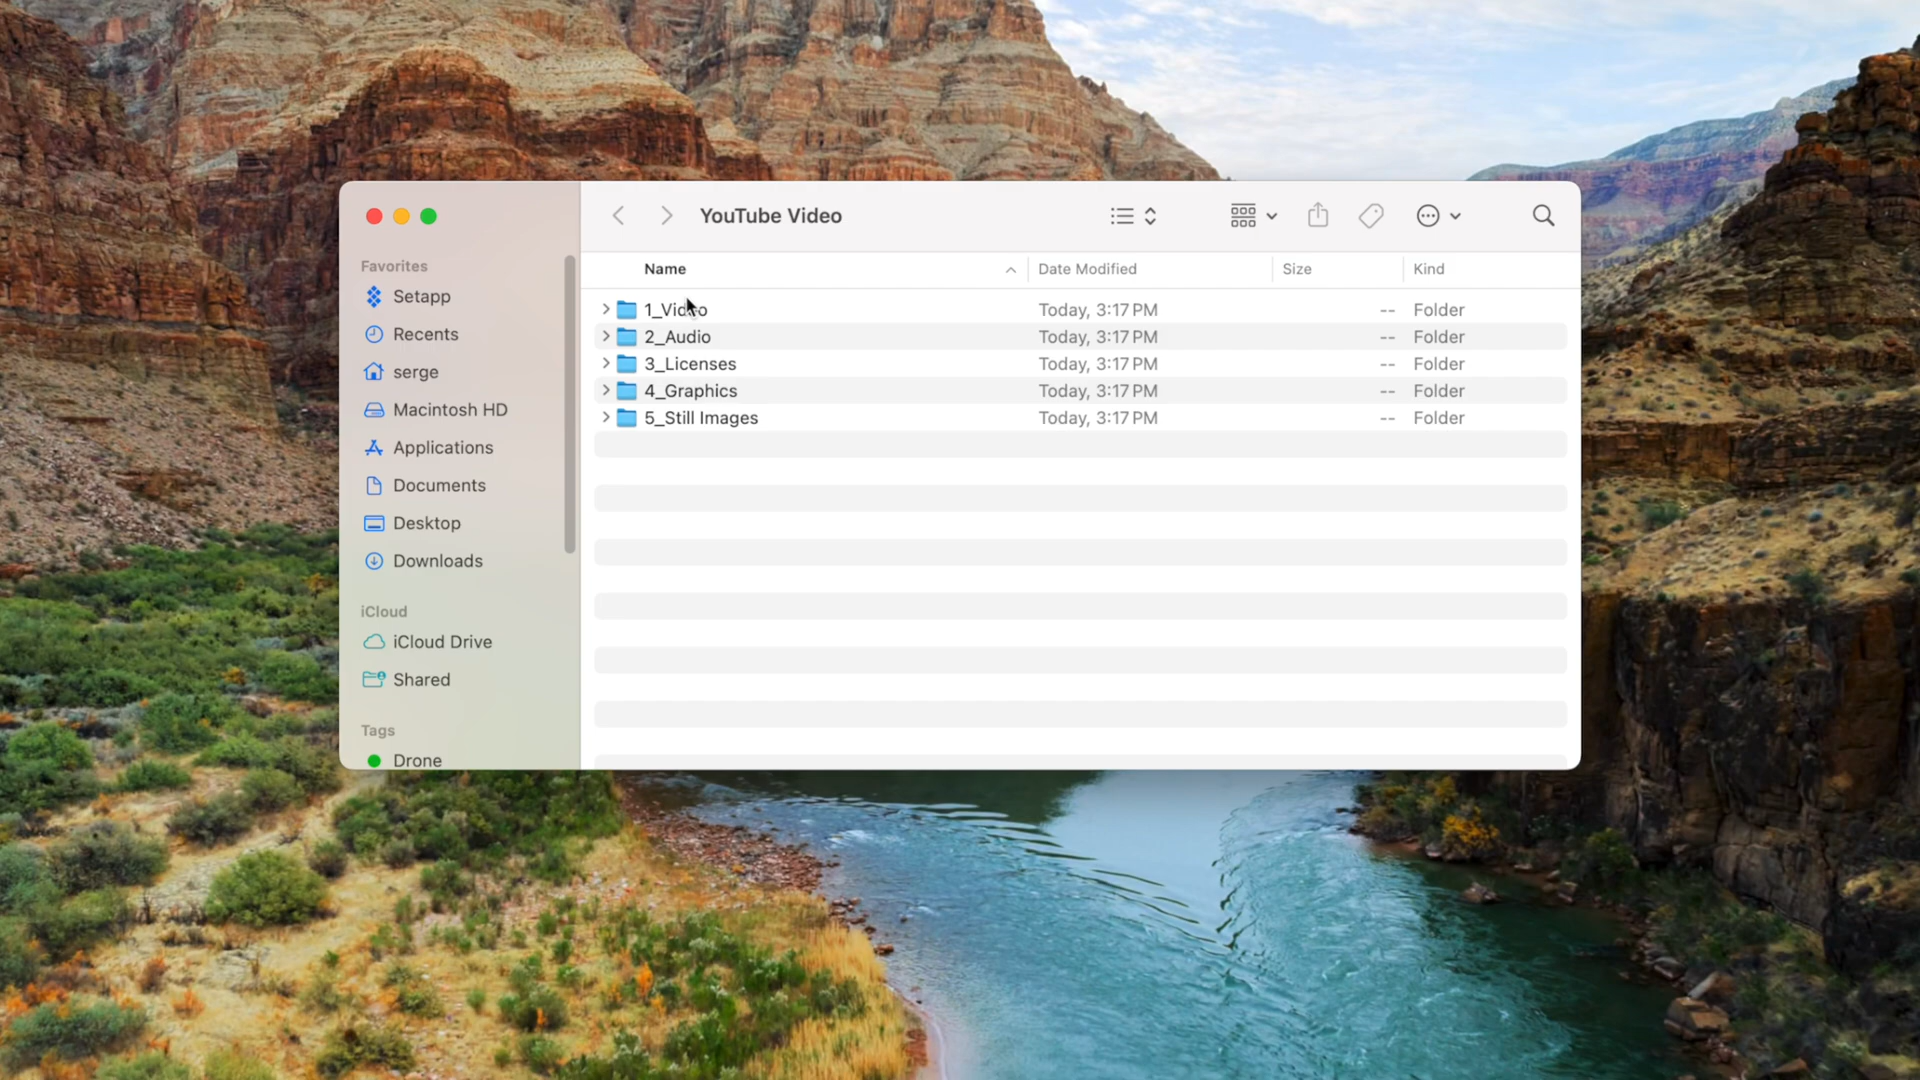 YouTube Video
Favorites
Setapp
Recents
serge
Macintosh HD
Applications
Documents
Desktop
Downloads
iCloud
iCloud Drive
Shared
Tags
Drone
Name Date Modified Size Kind
1_Video Today, 3:17 PM -- Folder
2_Audio Today, 3:17 PM -- Folder
3_Licenses Today, 3:17 PM -- Folder
4_Graphics Today, 3:17 PM -- Folder
5_Still Images Today, 3:17 PM -- Folder